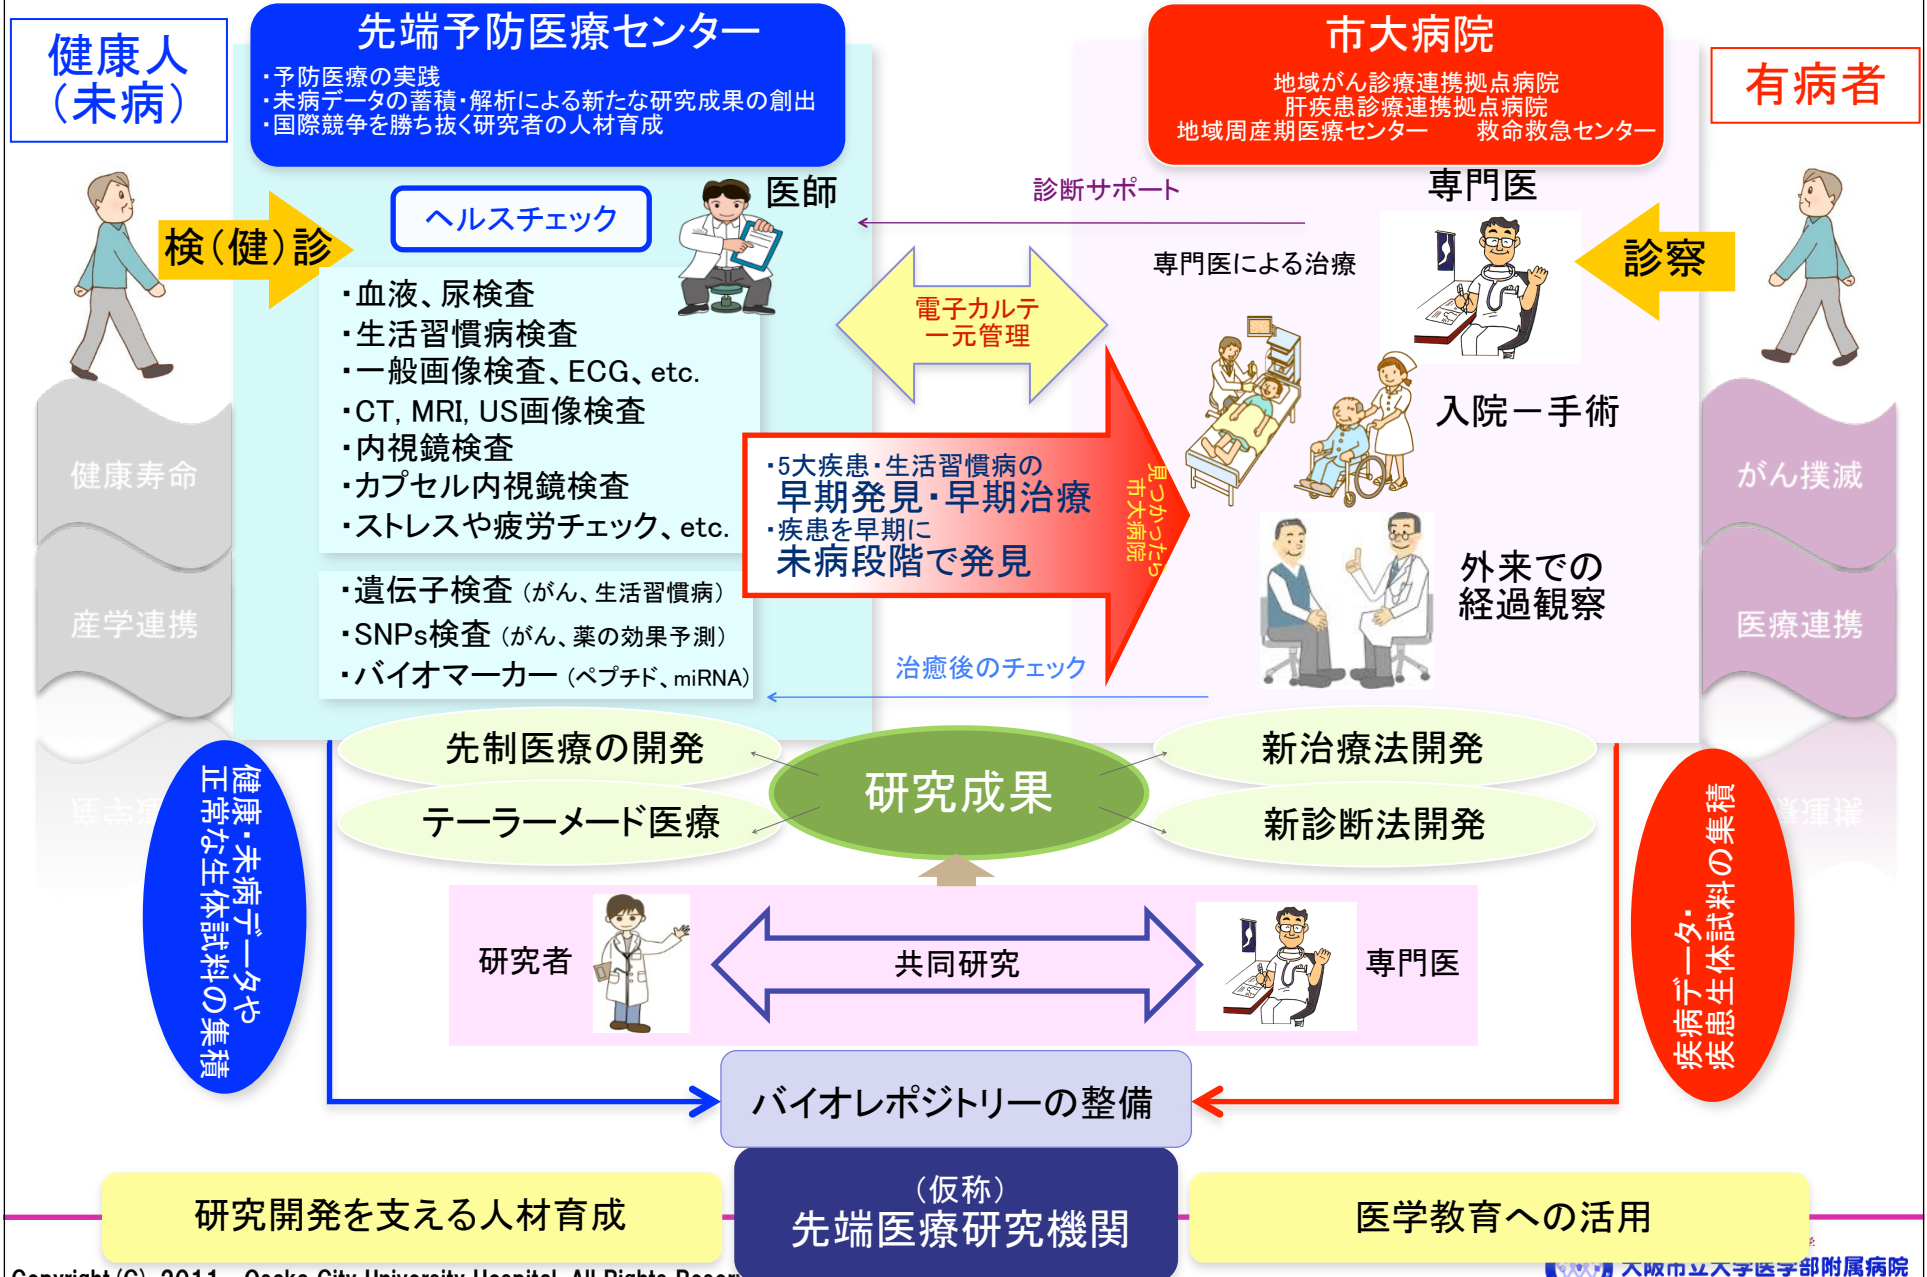 健康人
（未病）
先端予防医療センター
・予防医療の実践
・未病データの蓄積・解析による新たな研究成果の創出
・国際競争を勝ち抜く研究者の人材育成
市大病院
地域がん診療連携拠点病院
肝疾患診療連携拠点病院
地域周産期医療センター　救命救急センター
有病者
検（健）診
ヘルスチェック
医師
・血液、尿検査
・生活習慣病検査
・一般画像検査、ECG、etc.
・CT, MRI, US画像検査
・内視鏡検査
・カプセル内視鏡検査
・ストレスや疲労チェック、etc.
・遺伝子検査（がん、生活習慣病）
・SNPs検査（がん、薬の効果予測）
・バイオマーカー（ペプチド、miRNA）
診断サポート
電子カルテ
一元管理
・5大疾患・生活習慣病の
早期発見・早期治療
・疾患を早期に
未病段階で発見
見つかったら
市大病院
治癒後のチェック
専門医
専門医による治療
診察
入院－手術
外来での
経過観察
健康寿命
産学連携
がん撲滅
医療連携
先制医療の開発
テーラーメード医療
研究成果
新治療法開発
新診断法開発
健康・未病データや
正常な生体試料の集積
疾病データ・
疾患生体試料の集積
研究者
共同研究
専門医
バイオレポジトリーの整備
研究開発を支える人材育成
（仮称）
先端医療研究機関
医学教育への活用
Copyright (C) 2011 Osaka City University Hospital. All Rights
大阪市立大学医学部附属病院